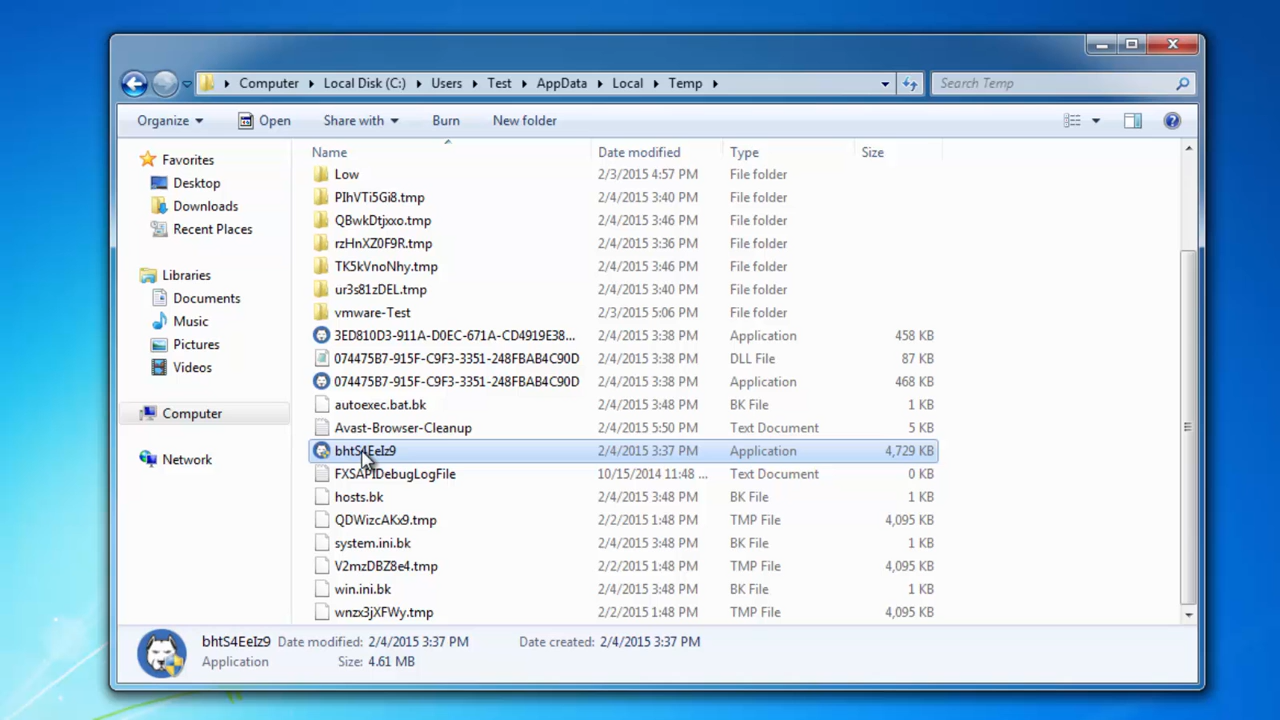 Computer Local Disk (C:) Users Test AppData Local Temp Search Temp
Organize Open Share with Burn New folder
Name Date modified Type Size
Favorites
Desktop
Downloads
Recent Places
Libraries
Documents
Music
Pictures
Videos
Computer
Network
Low 2/3/2015 4:57 PM File folder
PIhVTi5Gi8.tmp 2/4/2015 3:40 PM File folder
QBwkDtjxxo.tmp 2/4/2015 3:46 PM File folder
rzHnXZ0F9R.tmp 2/4/2015 3:36 PM File folder
TK5kVnoNhy.tmp 2/4/2015 3:46 PM File folder
ur3s81zDEL.tmp 2/4/2015 3:40 PM File folder
vmware-Test 2/3/2015 5:06 PM File folder
3ED810D3-911A-D0EC-671A-CD4919E38... 2/4/2015 3:38 PM Application 458 KB
074475B7-915F-C9F3-3351-248FBAB4C90D 2/4/2015 3:38 PM DLL File 87 KB
074475B7-915F-C9F3-3351-248FBAB4C90D 2/4/2015 3:38 PM Application 468 KB
autoexec.bat.bk 2/4/2015 3:48 PM BK File 1 KB
Avast-Browser-Cleanup 2/4/2015 5:50 PM Text Document 5 KB
bhtS4EeIz9 2/4/2015 3:37 PM Application 4,729 KB
FXSAPIDebugLogFile 10/15/2014 11:48 ... Text Document 0 KB
hosts.bk 2/4/2015 3:48 PM BK File 1 KB
QDWizcAKx9.tmp 2/2/2015 1:48 PM TMP File 4,095 KB
system.ini.bk 2/4/2015 3:48 PM BK File 1 KB
V2mzDBZ8e4.tmp 2/2/2015 1:48 PM TMP File 4,095 KB
win.ini.bk 2/4/2015 3:48 PM BK File 1 KB
wnzx3jXFWy.tmp 2/2/2015 1:48 PM TMP File 4,095 KB
bhtS4EeIz9 Date modified: 2/4/2015 3:37 PM Date created: 2/4/2015 3:37 PM
Application Size: 4.61 MB